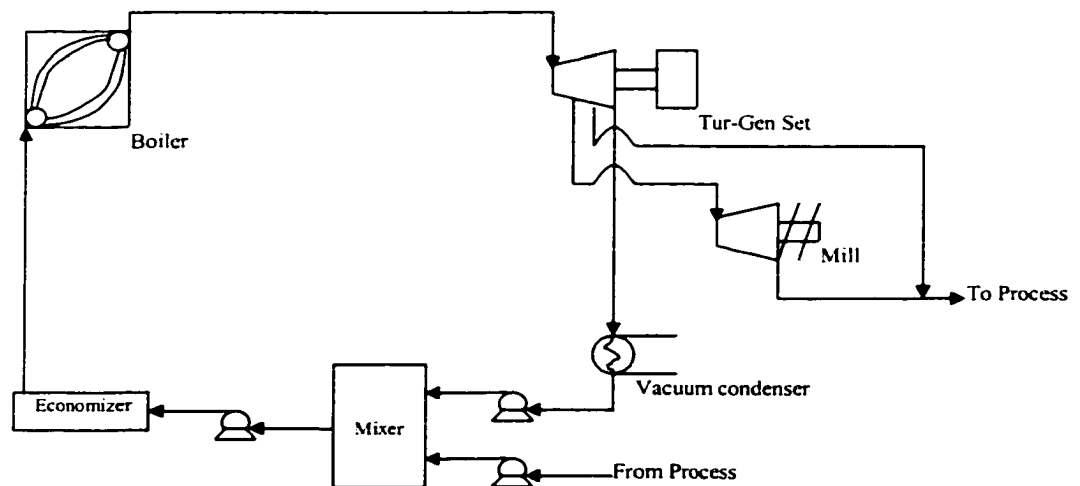 Tur-Gen Set
Boiler
Mill
To Process
Vacuum condenser
Economizer
Mixer
From Process